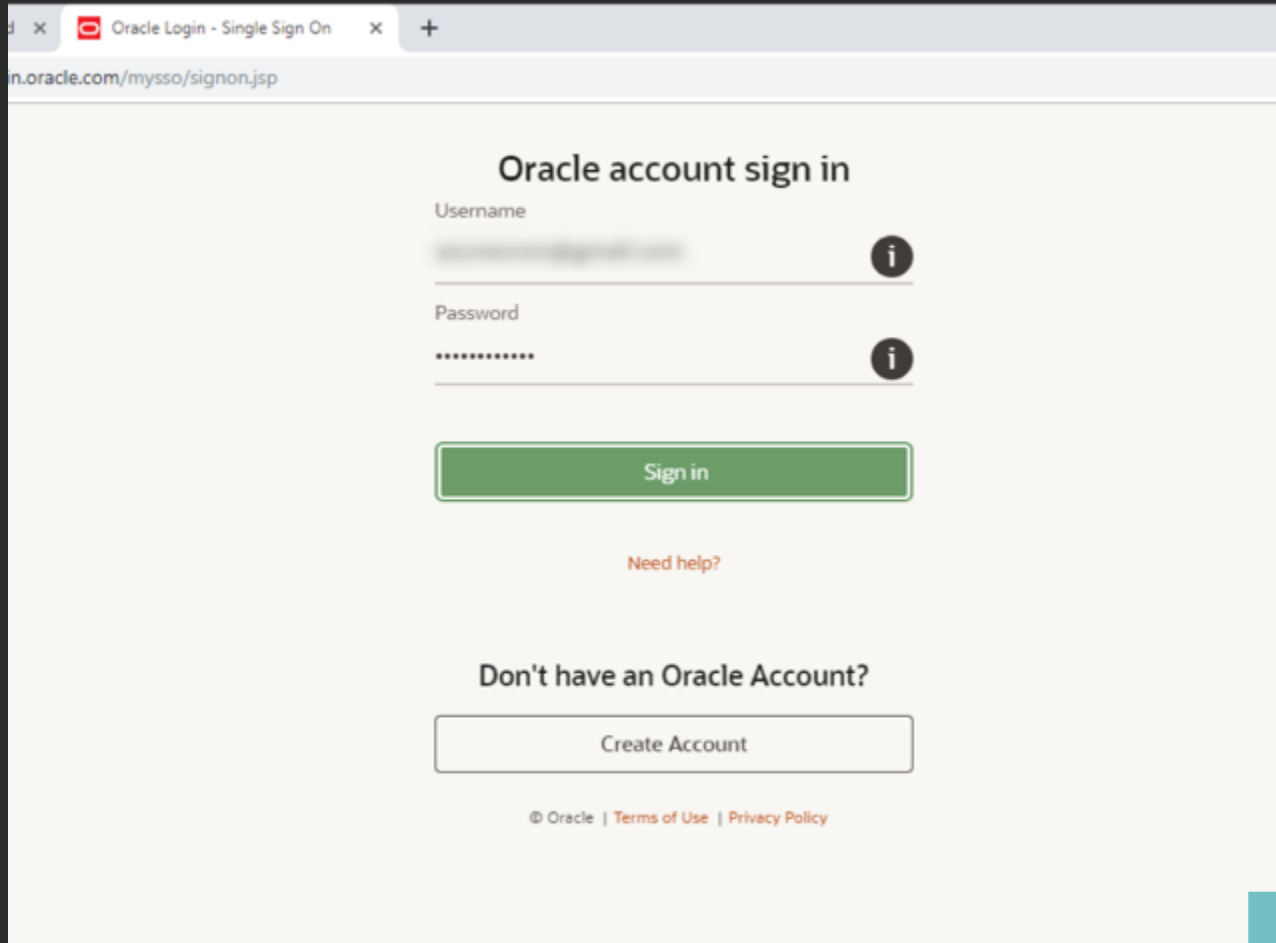 d
Oracle Login - Single Sign On
in.oracle.com/mysso/signon.jsp
Oracle account sign in
Username
i
Password
••••••••••••
i
Sign in
Need help?
Don't have an Oracle Account?
Create Account
© Oracle | Terms of Use | Privacy Policy